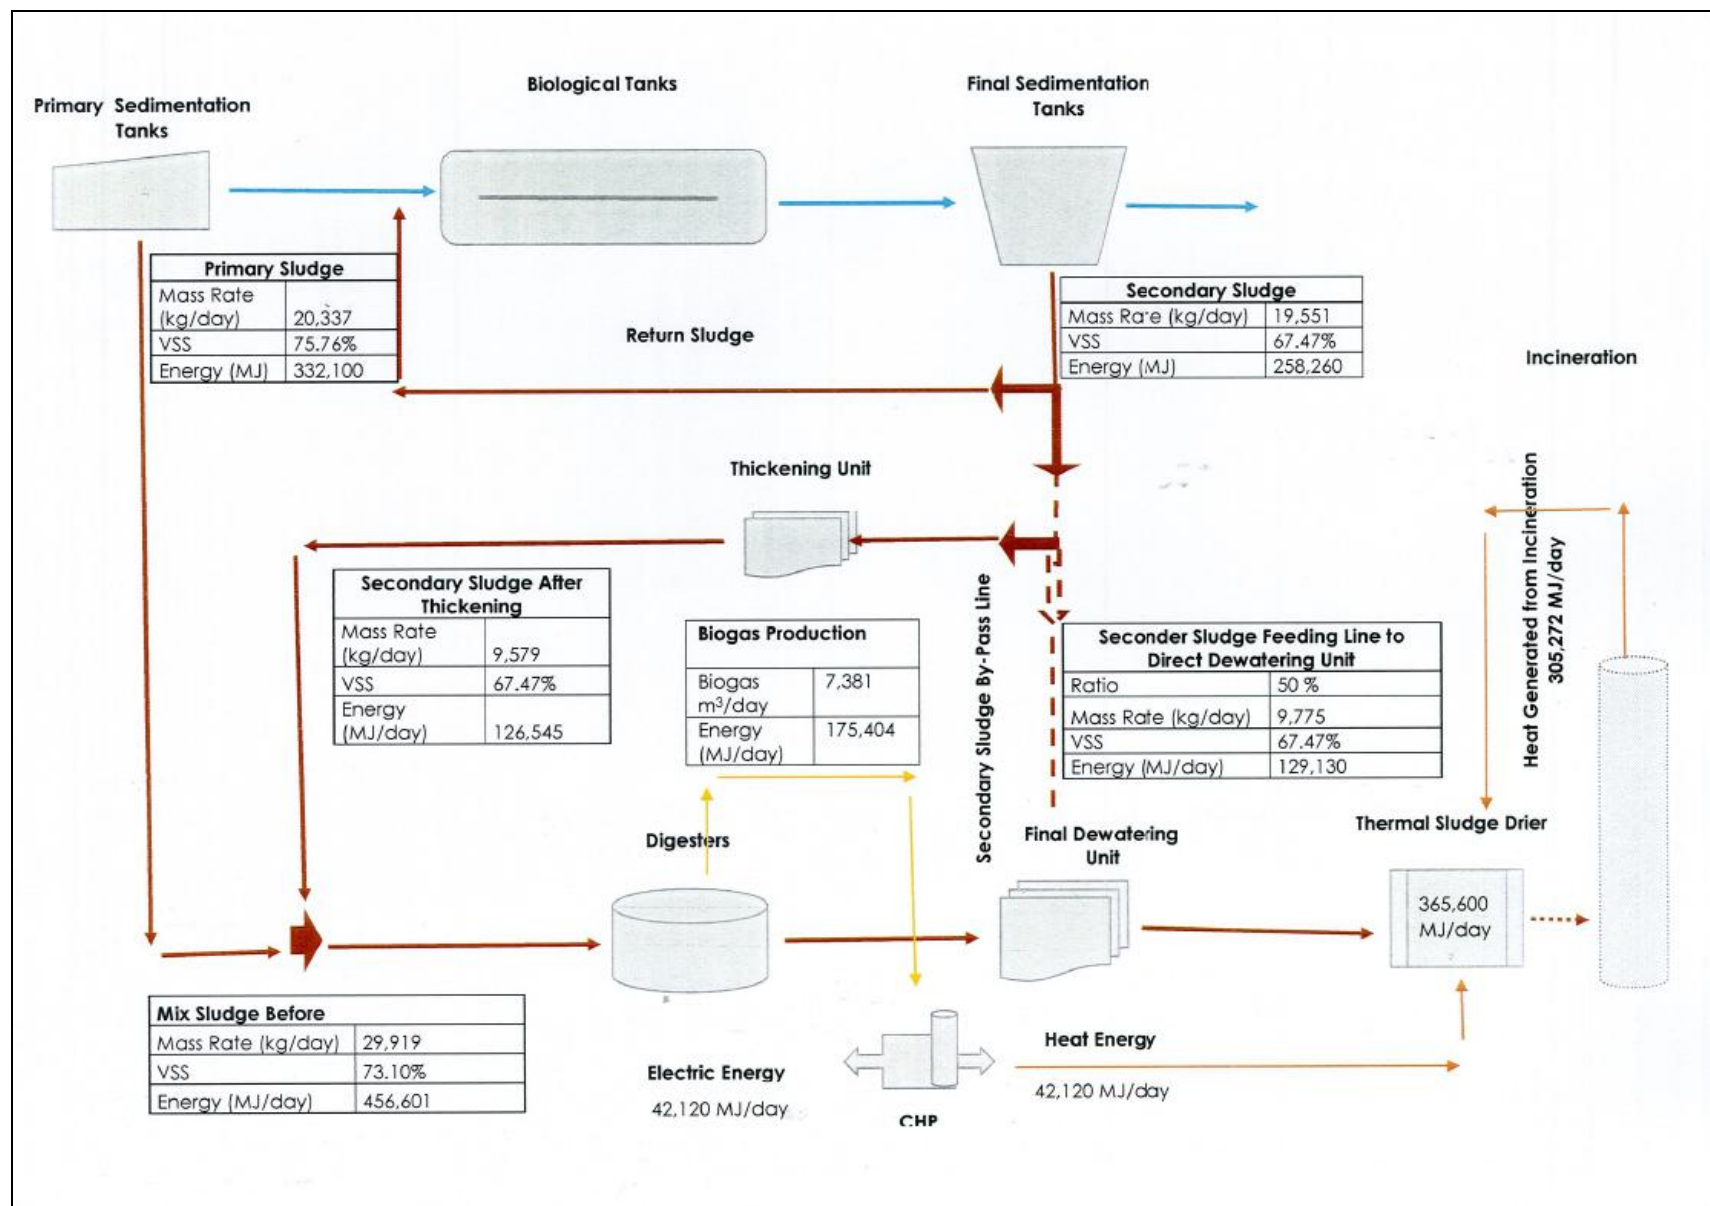 Biological Tanks
Final Sedimentation
Tanks
Primary Sedimentation
Tanks
Primary Sludge
Mass Rate
(kg/day) 20,337
VSS 75.76%
Energy (MJ) 332,100
Return Sludge
Secondary Sludge
Mass Rate (kg/day) 19,551
VSS 67.47%
Energy (MJ) 258,260
Incineration
Thickening Unit
Heat Generated from Incineration
305,272 MJ/day
Secondary Sludge After
Thickening
Mass Rate
(kg/day) 9,579
VSS 67.47%
Energy
(MJ/day) 126,545
Biogas Production
Biogas 7,381
m³/day
Energy 175,404
(MJ/day)
Secondary Sludge By-Pass Line
Seconder Sludge Feeding Line to
Direct Dewatering Unit
Ratio 50 %
Mass Rate (kg/day) 9,775
VSS 67.47%
Energy (MJ/day) 129,130
Digesters
Final Dewatering
Unit
Thermal Sludge Drier
365,600
MJ/day
Mix Sludge Before
Mass Rate (kg/day) 29,919
VSS 73.10%
Energy (MJ/day) 456,601
Electric Energy
42,120 MJ/day
CHP
Heat Energy
42,120 MJ/day